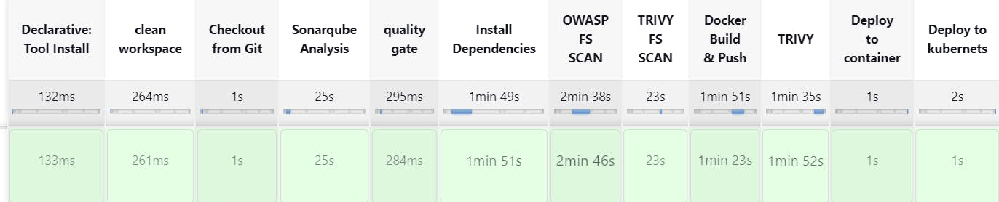 Declarative: Tool Install
clean workspace
Checkout from Git
Sonarqube Analysis
quality gate
Install Dependencies
OWASP FS SCAN
TRIVY FS SCAN
Docker Build & Push
TRIVY
Deploy to container
Deploy to kubernets
132ms 264ms 1s 25s 295ms 1min 49s 2min 38s 23s 1min 51s 1min 35s 1s 2s
133ms 261ms 1s 25s 284ms 1min 51s 2min 46s 23s 1min 23s 1min 52s 1s 1s